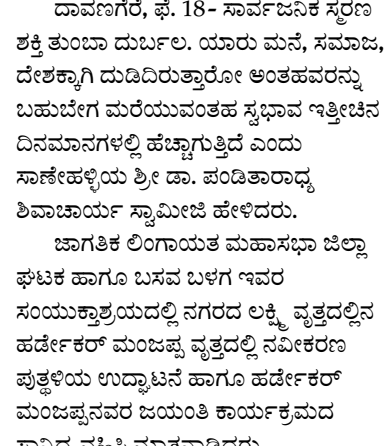 ದಾವಣಗೆರೆ, ಫೆ. 18- ಸಾರ್ವಜನಿಕ ಸ್ಮರಣ
ಶಕ್ತಿ ತುಂಬಾ ದುರ್ಬಲ. ಯಾರು ಮನೆ, ಸಮಾಜ,
ದೇಶಕ್ಕಾಗಿ ದುಡಿದಿರುತ್ತಾರೋ ಅಂತಹವರನ್ನು
ಬಹುಬೇಗ ಮರೆಯುವಂತಹ ಸ್ವಭಾವ ಇತ್ತೀಚಿನ
ದಿನಮಾನಗಳಲ್ಲಿ ಹೆಚ್ಚಾಗುತ್ತಿದೆ ಎಂದು
ಸಾಣೇಹಳ್ಳಿಯ ಶ್ರೀ ಡಾ. ಪಂಡಿತಾರಾಧ್ಯ
ಶಿವಾಚಾರ್ಯ ಸ್ವಾಮೀಜಿ ಹೇಳಿದರು.
ಜಾಗತಿಕ ಲಿಂಗಾಯತ ಮಹಾಸಭಾ ಜಿಲ್ಲಾ
ಘಟಕ ಹಾಗೂ ಬಸವ ಬಳಗ ಇವರ
ಸಂಯುಕ್ತಾಶ್ರಯದಲ್ಲಿ ನಗರದ ಲಕ್ಷ್ಮಿ ವೃತ್ತದಲ್ಲಿನ
ಹರ್ಡೇಕರ್ ಮಂಜಪ್ಪ ವೃತ್ತದಲ್ಲಿ ನವೀಕರಣ
ಪುತ್ಥಳಿಯ ಉದ್ಘಾಟನೆ ಹಾಗೂ ಹರ್ಡೇಕರ್
ಮಂಜಪ್ಪನವರ ಜಯಂತಿ ಕಾರ್ಯಕ್ರಮದ